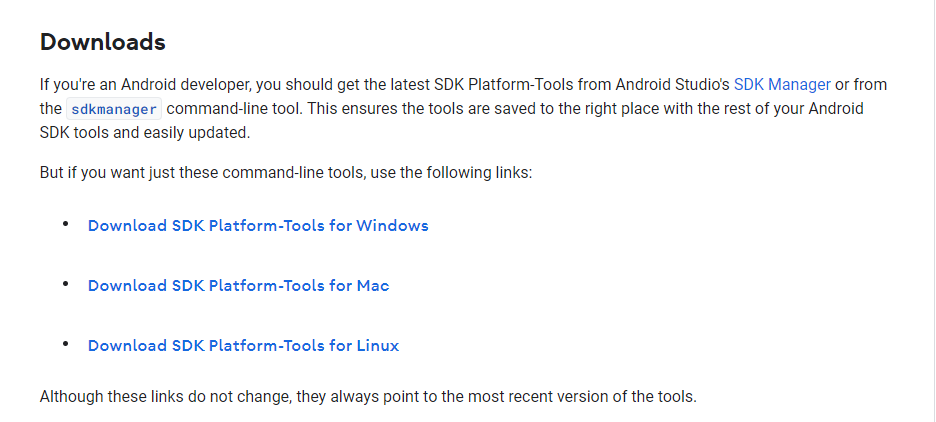 Downloads
If you're an Android developer, you should get the latest SDK Platform-Tools from Android Studio's SDK Manager or from
the sdkmanager command-line tool. This ensures the tools are saved to the right place with the rest of your Android
SDK tools and easily updated.
But if you want just these command-line tools, use the following links:
• Download SDK Platform-Tools for Windows
• Download SDK Platform-Tools for Mac
• Download SDK Platform-Tools for Linux
Although these links do not change, they always point to the most recent version of the tools.